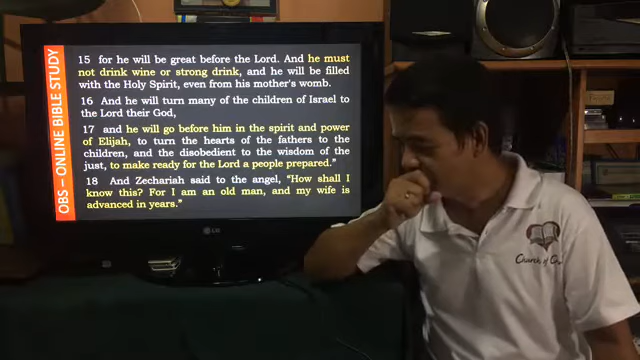 OBS – ONLINE BIBLE STUDY
15 for he will be great before the Lord. And he must
not drink wine or strong drink, and he will be filled
with the Holy Spirit, even from his mother's womb.
16 And he will turn many of the children of Israel to
the Lord their God,
17 and he will go before him in the spirit and power
of Elijah, to turn the hearts of the fathers to the
children, and the disobedient to the wisdom of the
just, to make ready for the Lord a people prepared."
18 And Zechariah said to the angel, "How shall I
know this? For I am an old man, and my wife is
advanced in years."
LG
Church of